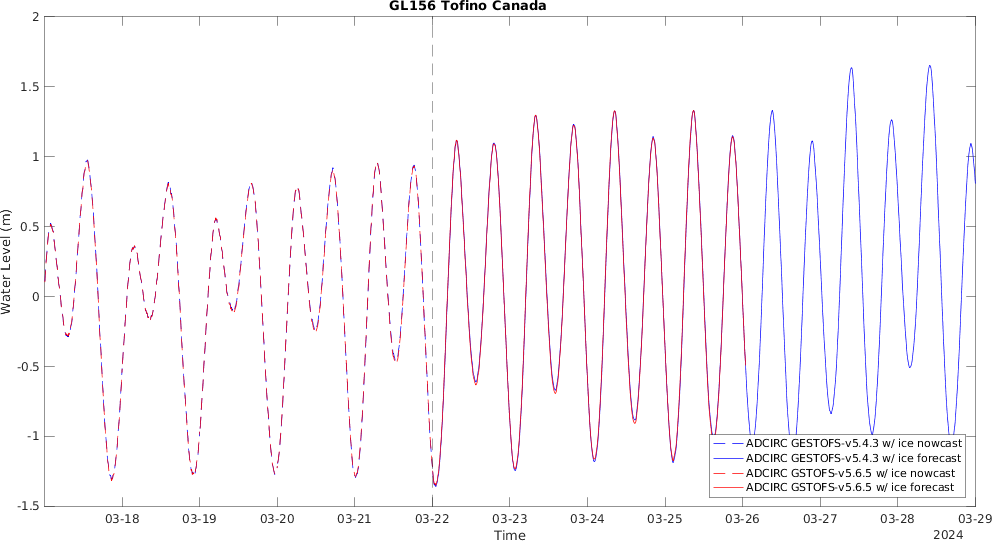 GL156 Tofino Canada
2
1.5
1
0.5
0
-0.5
-1
-1.5
Water Level (m)
ADCIRC GESTOFS-v5.4.3 w/ ice nowcast
ADCIRC GESTOFS-v5.4.3 w/ ice forecast
ADCIRC GSTOFS-v5.6.5 w/ ice nowcast
ADCIRC GSTOFS-v5.6.5 w/ ice forecast
03-18 03-19 03-20 03-21 03-22 03-23 03-24 03-25 03-26 03-27 03-28 03-29
Time
2024